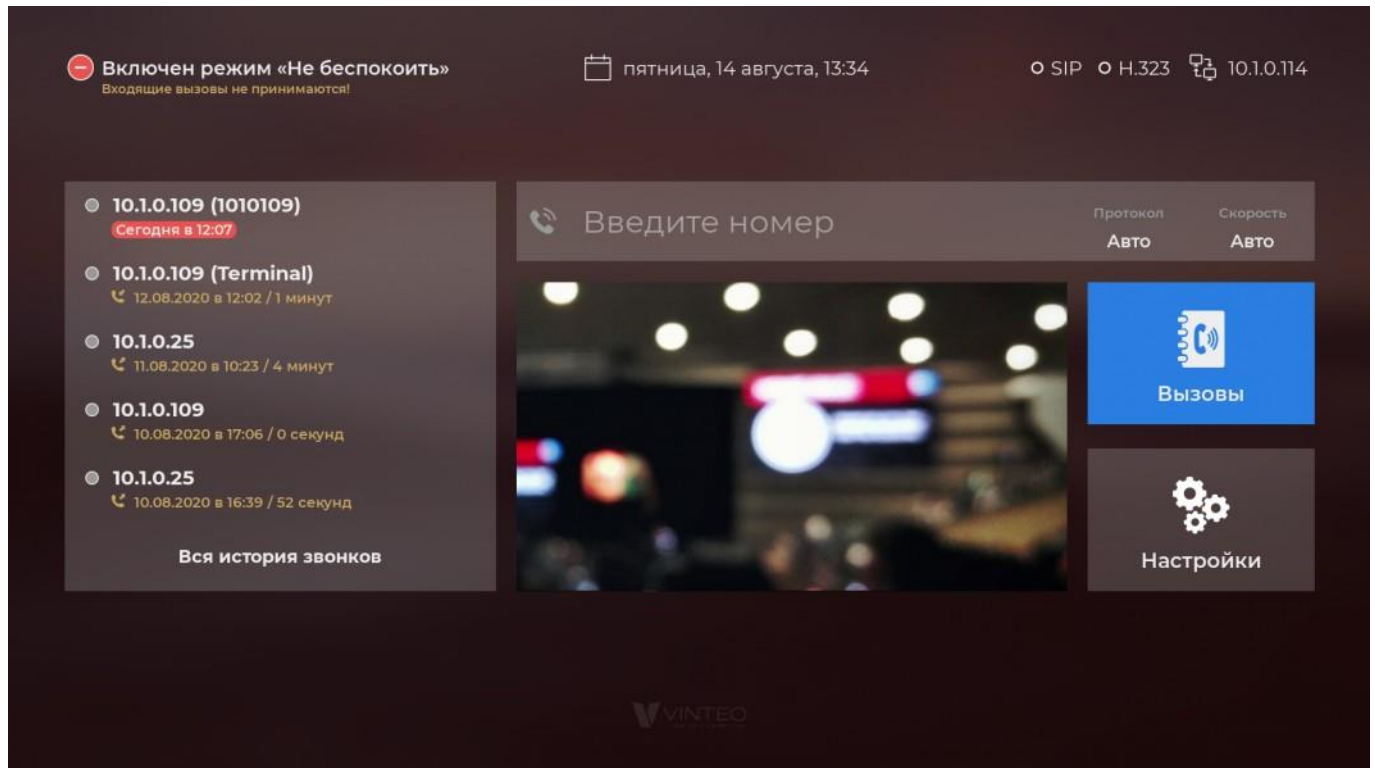 Включен режим «Не беспокоить»
Входящие вызовы не принимаются!
пятница, 14 августа, 13:34
SIP H.323 10.1.0.114
10.1.0.109 (1010109)
Сегодня в 12:07
10.1.0.109 (Terminal)
12.08.2020 в 12:02 / 1 минут
10.1.0.25
11.08.2020 в 10:23 / 4 минут
10.1.0.109
10.08.2020 в 17:06 / 0 секунд
10.1.0.25
10.08.2020 в 16:39 / 52 секунд
Вся история звонков
Введите номер
Протокол Скорость
Авто Авто
Вызовы
Настройки
VINTEO